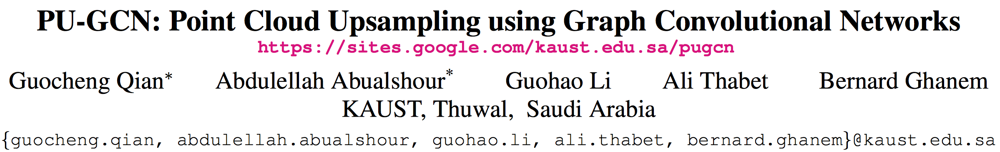 PU-GCN: Point Cloud Upsampling using Graph Convolutional Networks
https://sites.google.com/kaust.edu.sa/pugcn
Guocheng Qian* Abdulellah Abualshour* Guohao Li Ali Thabet Bernard Ghanem
KAUST, Thuwal, Saudi Arabia
{guocheng.qian, abdulellah.abualshour, guohao.li, ali.thabet, bernard.ghanem}@kaust.edu.sa